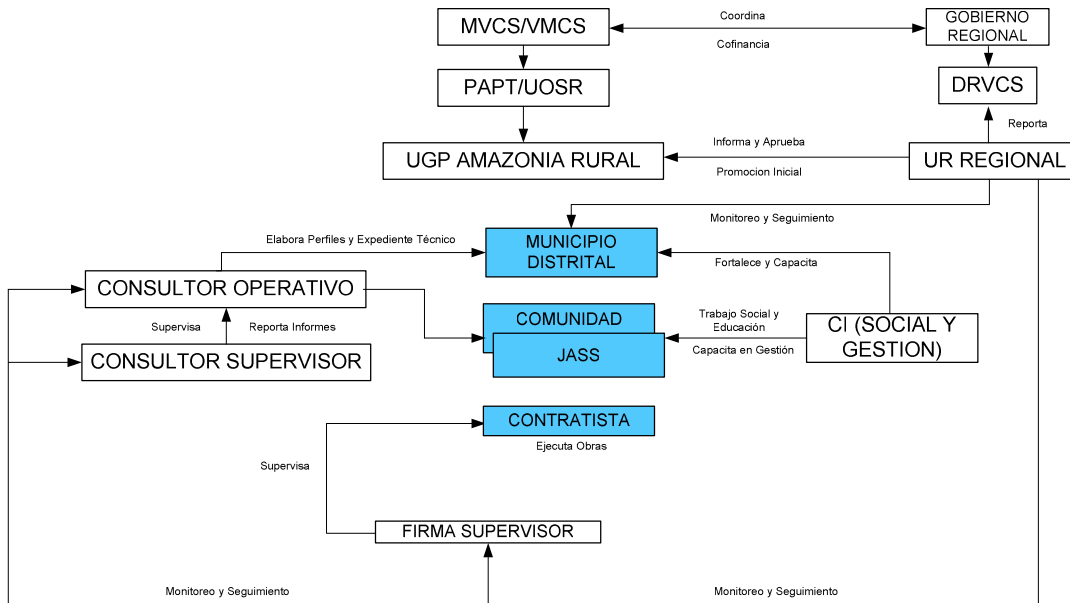 MVCS/VMCS
Coordina
Cofinancia
GOBIERNO
REGIONAL
PAPT/UOSR
DRVCS
Reporta
UGP AMAZONIA RURAL
Informa y Aprueba
Promocion Inicial
UR REGIONAL
Monitoreo y Seguimiento
Elabora Perfiles y Expediente Técnico
MUNICIPIO
DISTRITAL
Fortalece y Capacita
CONSULTOR OPERATIVO
Supervisa
Reporta Informes
CONSULTOR SUPERVISOR
COMUNIDAD
JASS
Trabajo Social y
Educación
Capacita en Gestión
CI (SOCIAL Y
GESTION)
CONTRATISTA
Ejecuta Obras
Supervisa
FIRMA SUPERVISOR
Monitoreo y Seguimiento
Monitoreo y Seguimiento